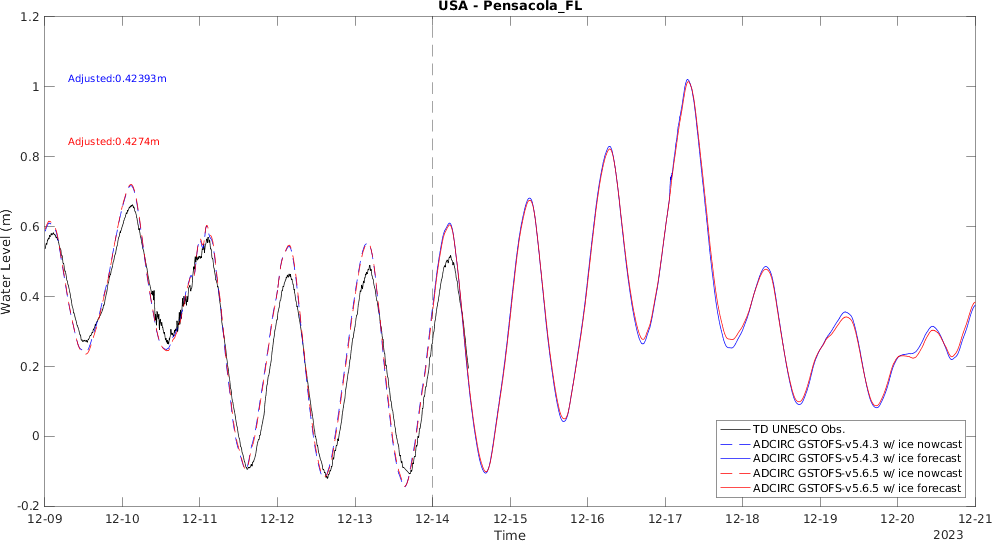 USA - Pensacola_FL
1.2
1
0.8
0.6
0.4
0.2
0
-0.2
Water Level (m)
Adjusted:0.42393m
Adjusted:0.4274m
TD UNESCO Obs.
ADCIRC GSTOFS-v5.4.3 w/ ice nowcast
ADCIRC GSTOFS-v5.4.3 w/ ice forecast
ADCIRC GSTOFS-v5.6.5 w/ ice nowcast
ADCIRC GSTOFS-v5.6.5 w/ ice forecast
12-09 12-10 12-11 12-12 12-13 12-14 12-15 12-16 12-17 12-18 12-19 12-20 12-21
Time
2023